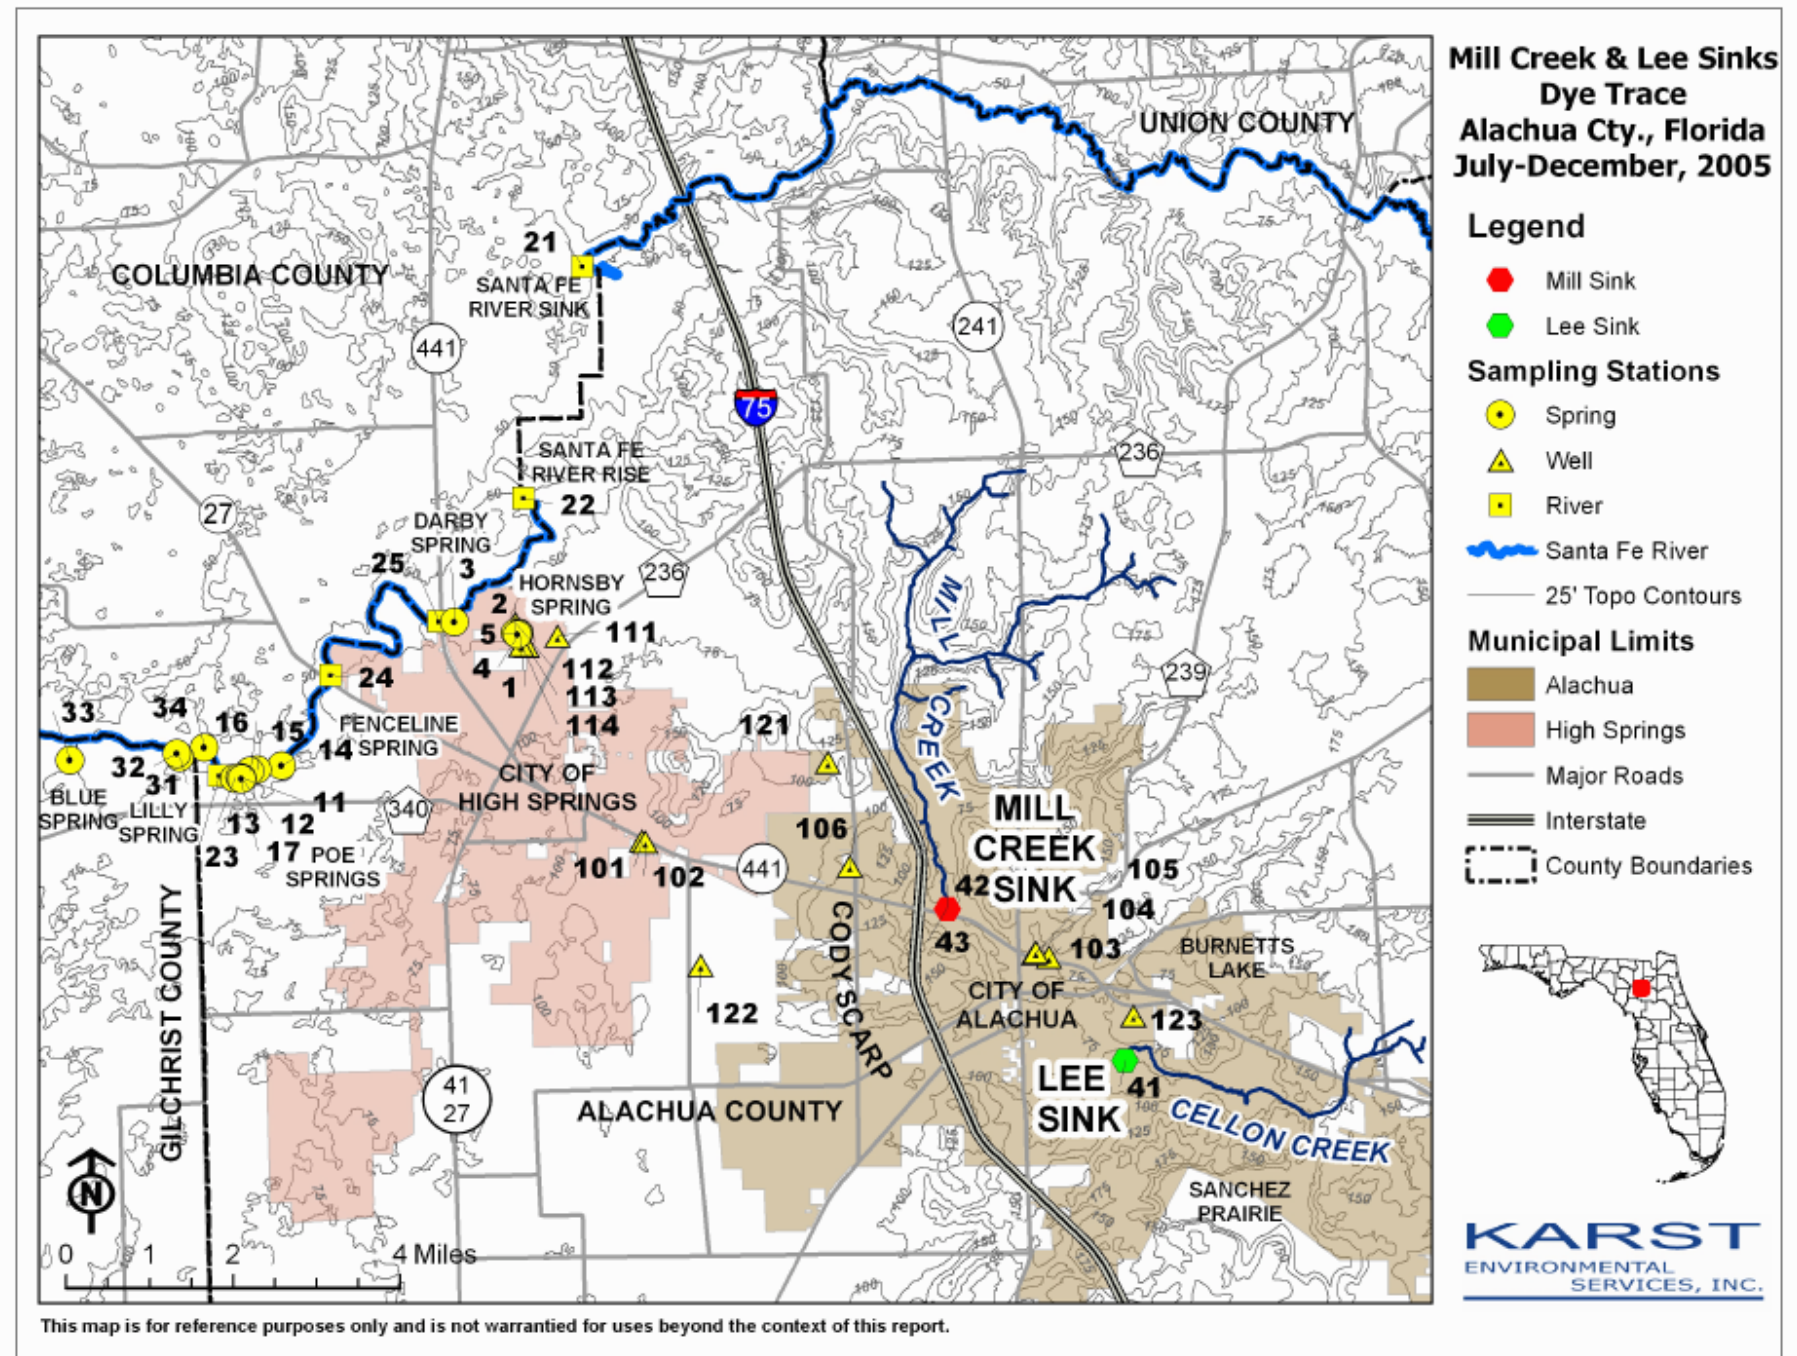 Mill Creek & Lee Sinks
Dye Trace
Alachua Cty., Florida
July-December, 2005
Legend
Mill Sink
Lee Sink
Sampling Stations
Spring
Well
River
Santa Fe River
25' Topo Contours
Municipal Limits
Alachua
High Springs
Major Roads
Interstate
County Boundaries
KARST
ENVIRONMENTAL
SERVICES, INC.
UNION COUNTY
COLUMBIA COUNTY
21
SANTA FE
RIVER SINK
441
241
75
236
SANTA FE
RIVER RISE
22
27
DARBY
SPRING
25
3
HORNSBY
SPRING
236
2
5
4
1
111
112
113
114
24
239
MILL
CREEK
33
34
16
15
14
FENCELINE
SPRING
121
32
31
BLUE
SPRING
LILLY
SPRING
13
12
11
23
17
POE
SPRINGS
340
CITY OF
HIGH SPRINGS
101
102
441
106
MILL
CREEK
SINK
42
43
105
104
103
BURNETTS
LAKE
CODY SCARP
CITY OF
ALACHUA
122
123
GILCHRIST COUNTY
41
27
ALACHUA COUNTY
LEE
SINK
41
CELLON CREEK
SANCHEZ
PRAIRIE
N
0 1 2 4 Miles
This map is for reference purposes only and is not warrantied for uses beyond the context of this report.